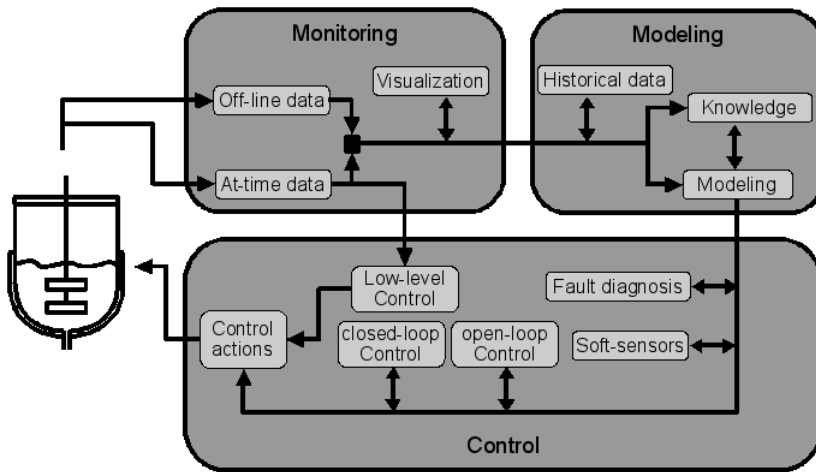 Monitoring
Off-line data
Visualization
At-time data
Modeling
Historical data
Knowledge
Modeling
Low-level
Control
Control
actions
closed-loop
Control
open-loop
Control
Fault diagnosis
Soft-sensors
Control